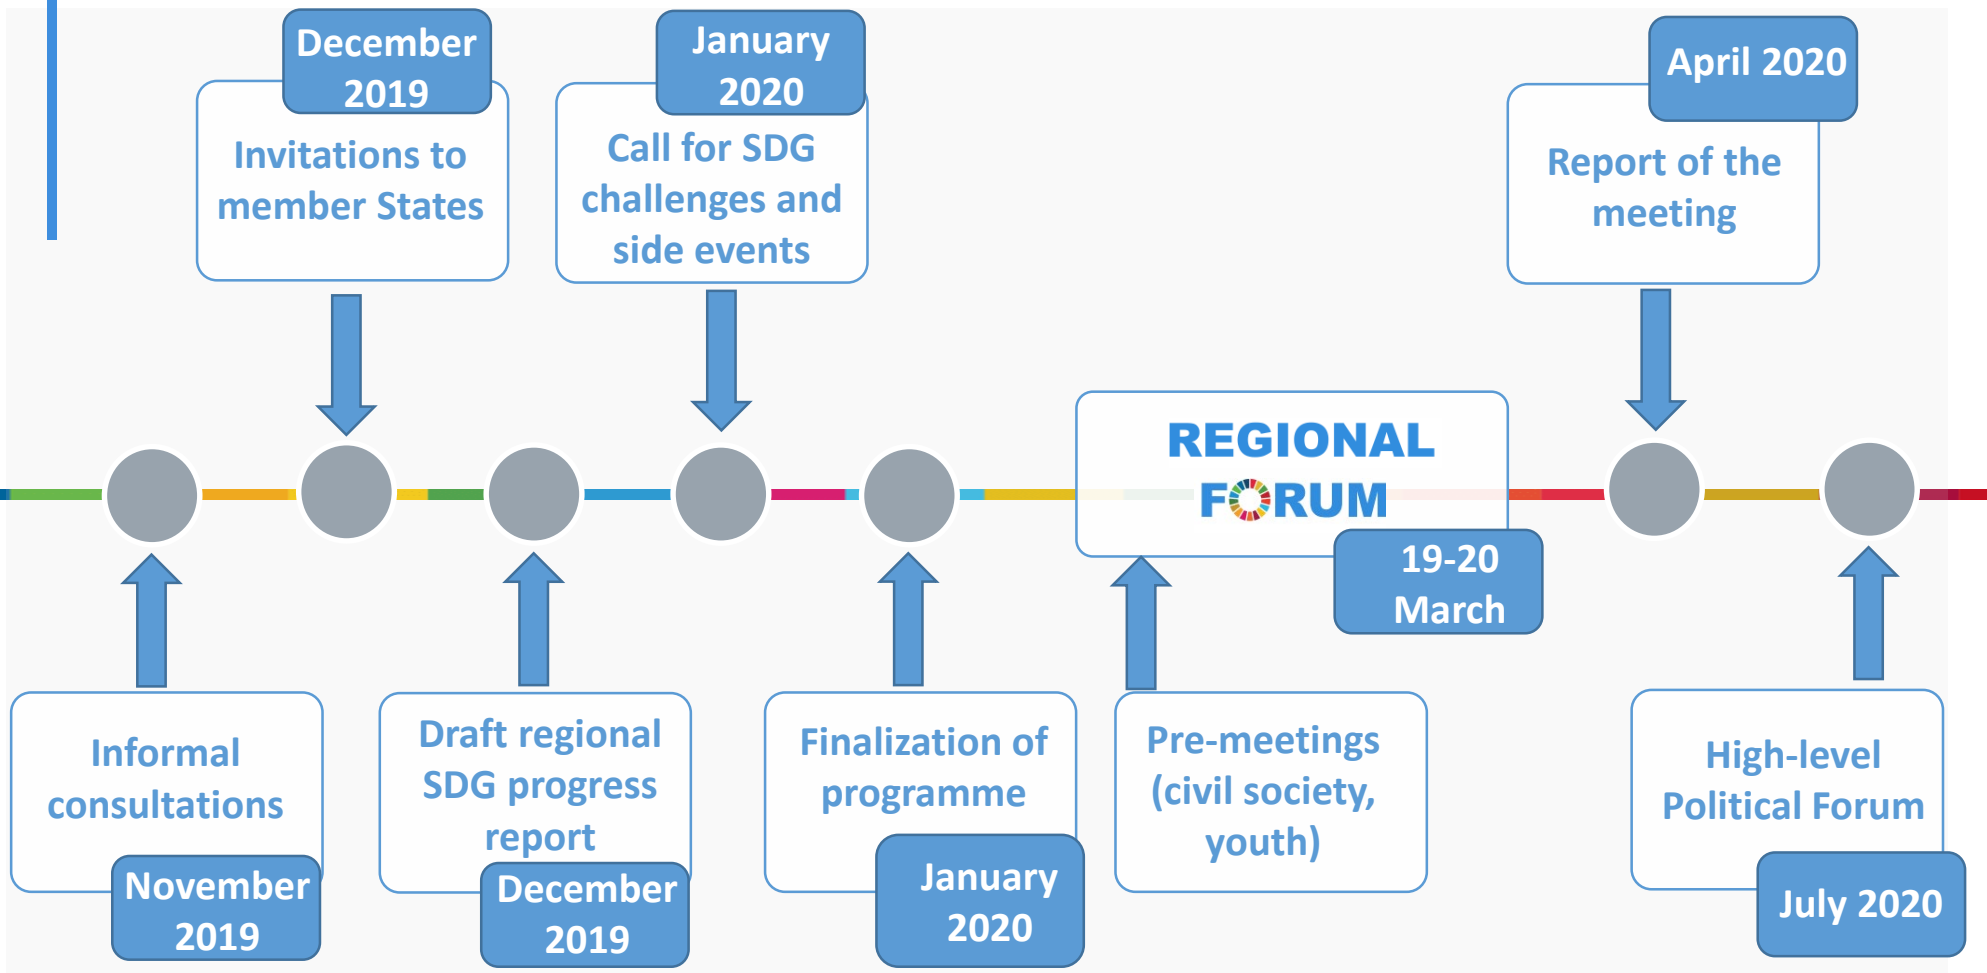 December
2019
Invitations to
member States
January
2020
Call for SDG
challenges and
side events
April 2020
Report of the
meeting
REGIONAL
FORUM
19-20
March
Informal
consultations
November
2019
Draft regional
SDG progress
report
December
2019
Finalization of
programme
January
2020
Pre-meetings
(civil society,
youth)
High-level
Political Forum
July 2020